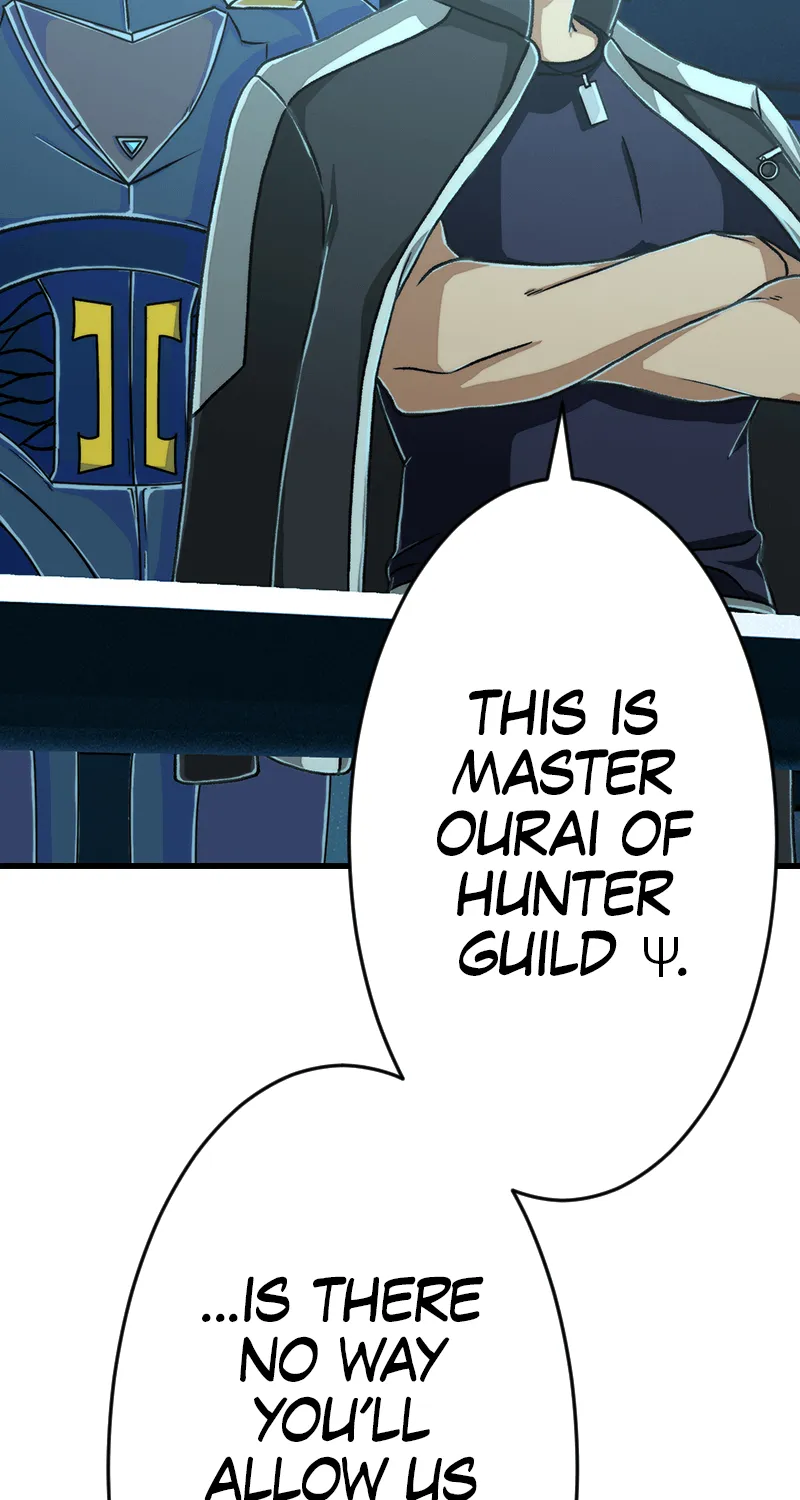 THIS IS
MASTER
OURAI OF
HUNTER
GUILD Ψ.
...IS THERE
NO WAY
YOU'LL
ALLOW US